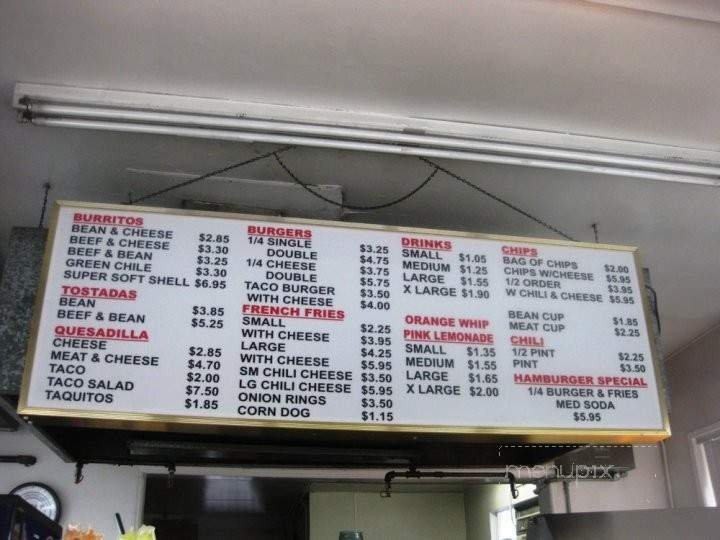 BURRITOS
BEAN & CHEESE $2.85
BEEF & CHEESE $3.30
BEEF & BEAN $3.25
GREEN CHILE $3.30
SUPER SOFT SHELL $6.95
TOSTADAS
BEAN $3.85
BEEF & BEAN $5.25
QUESADILLA
CHEESE $2.85
MEAT & CHEESE $4.70
TACO $2.00
TACO SALAD $7.50
TAQUITOS $1.85
BURGERS
1/4 SINGLE $3.25
DOUBLE $4.75
1/4 CHEESE $3.75
DOUBLE $5.75
TACO BURGER $3.50
WITH CHEESE $4.00
FRENCH FRIES
SMALL $2.25
WITH CHEESE $3.95
LARGE $4.25
WITH CHEESE $5.95
SM CHILI CHEESE $3.50
LG CHILI CHEESE $5.95
ONION RINGS $3.50
CORN DOG $1.15
DRINKS
SMALL $1.05
MEDIUM $1.25
LARGE $1.55
X LARGE $1.90
ORANGE WHIP
PINK LEMONADE
SMALL $1.35
MEDIUM $1.55
LARGE $1.65
X LARGE $2.00
CHIPS
BAG OF CHIPS $2.00
CHIPS W/CHEESE $5.95
1/2 ORDER $3.95
W CHILI & CHEESE $5.95
BEAN CUP $1.85
MEAT CUP $2.25
CHILI
1/2 PINT $2.25
PINT $3.50
HAMBURGER SPECIAL
1/4 BURGER & FRIES
MED SODA
$5.95
menupix